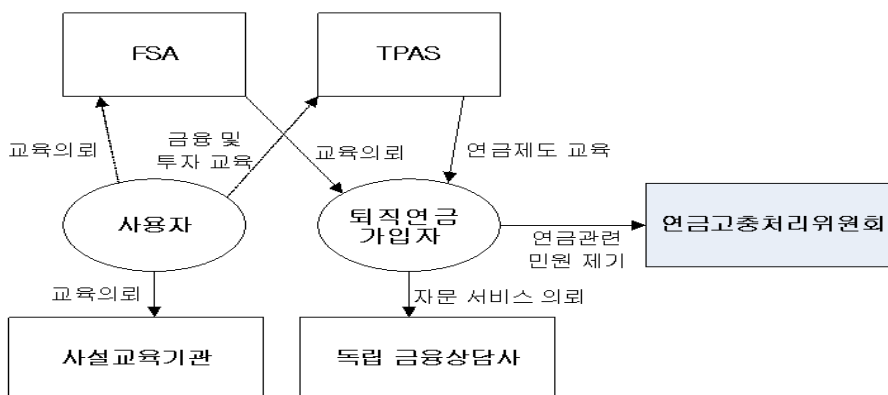 FSA
TPAS
교육의뢰
금융 및
투자 교육
교육의뢰
연금제도 교육
사용자
퇴직연금
가입자
연금고충처리위원회
연금관련
민원 제기
교육의뢰
자문 서비스 의뢰
사설교육기관
독립 금융상담사